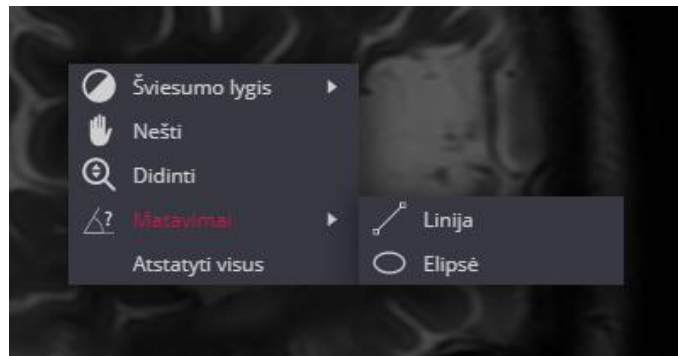 Šviesumo lygis
Nešti
Didinti
Matavimai
Linija
Atstatyti visus
Elipsė